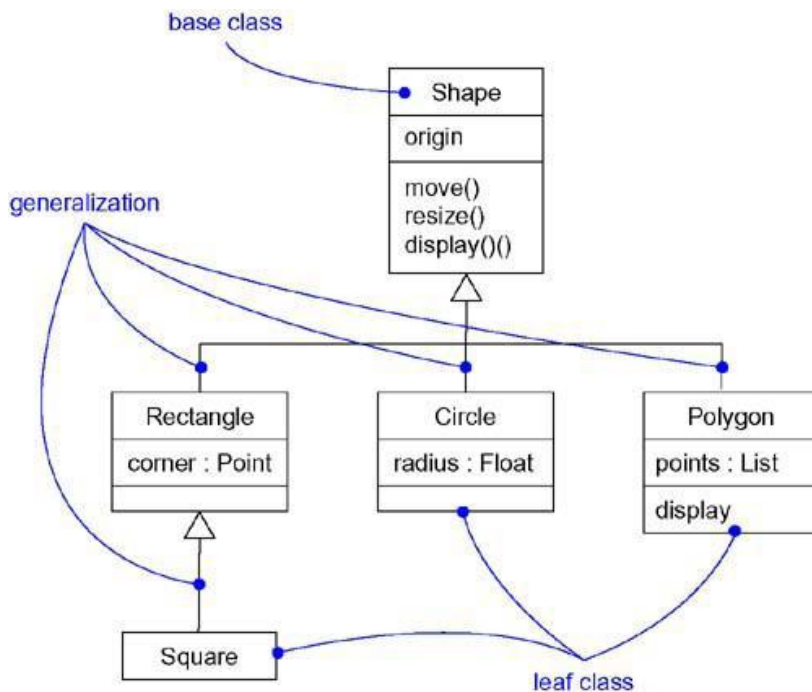 base class
Shape
origin
move()
resize()
display()()
generalization
Rectangle
corner : Point
Circle
radius : Float
Polygon
points : List
display
Square
leaf class